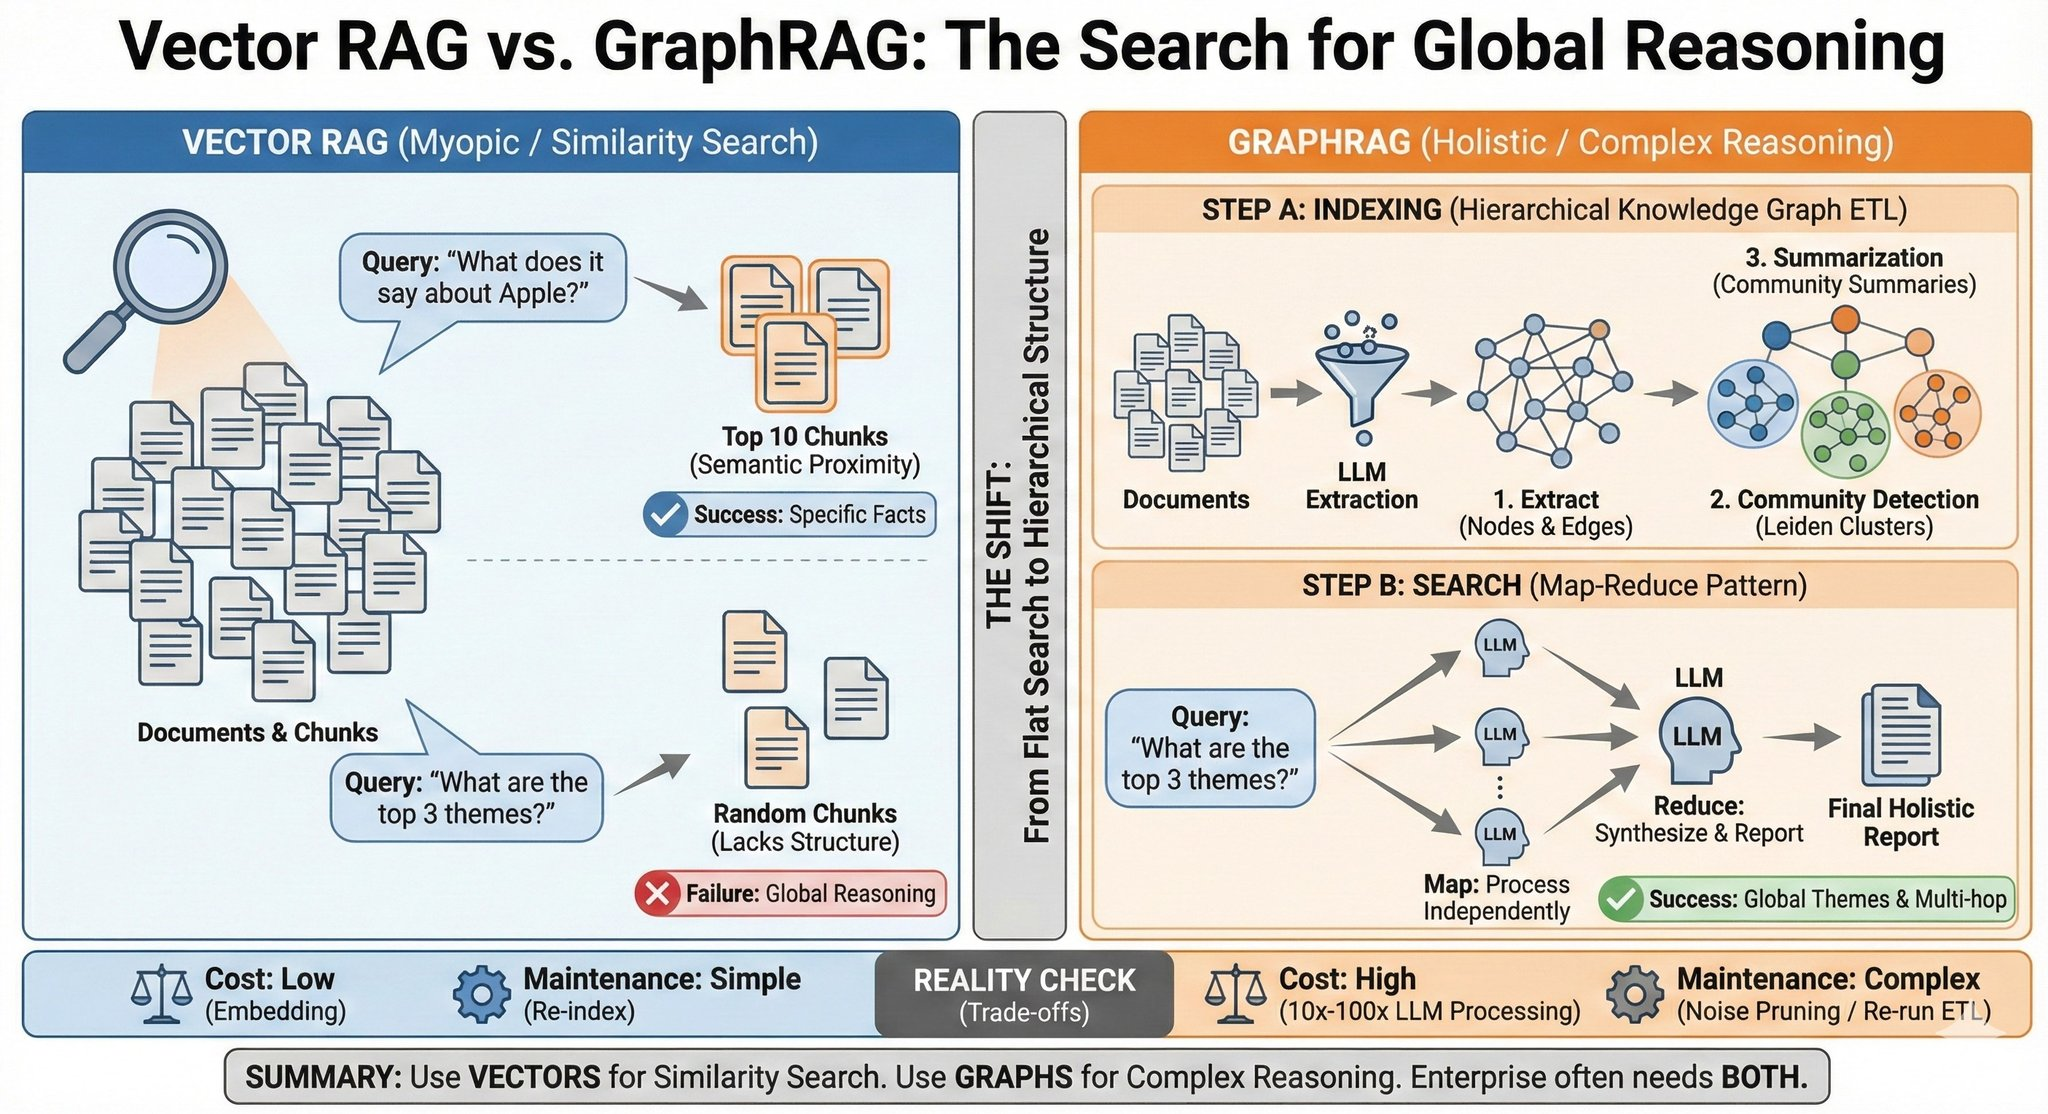 Vector RAG vs. GraphRAG: The Search for Global Reasoning
VECTOR RAG (Myopic / Similarity Search)
Query: “What does it
say about Apple?”
Top 10 Chunks
(Semantic Proximity)
Success: Specific Facts
Documents & Chunks
Query: “What are the
top 3 themes?”
Random Chunks
(Lacks Structure)
Failure: Global Reasoning
THE SHIFT:
From Flat Search to Hierarchical Structure
GRAPHRAG (Holistic / Complex Reasoning)
STEP A: INDEXING (Hierarchical Knowledge Graph ETL)
Documents
LLM
Extraction
1. Extract
(Nodes & Edges)
3. Summarization
(Community Summaries)
2. Community Detection
(Leiden Clusters)
STEP B: SEARCH (Map-Reduce Pattern)
Query:
“What are the
top 3 themes?”
LLM
LLM
LLM
Map: Process
Independently
LLM
LLM
Reduce:
Synthesize & Report
Final Holistic
Report
Success: Global Themes & Multi-hop
Cost: Low
(Embedding)
Maintenance: Simple
(Re-index)
REALITY CHECK
(Trade-offs)
Cost: High
(10x-100x LLM Processing)
Maintenance: Complex
(Noise Pruning / Re-run ETL)
SUMMARY: Use VECTORS for Similarity Search. Use GRAPHS for Complex Reasoning. Enterprise often needs BOTH.